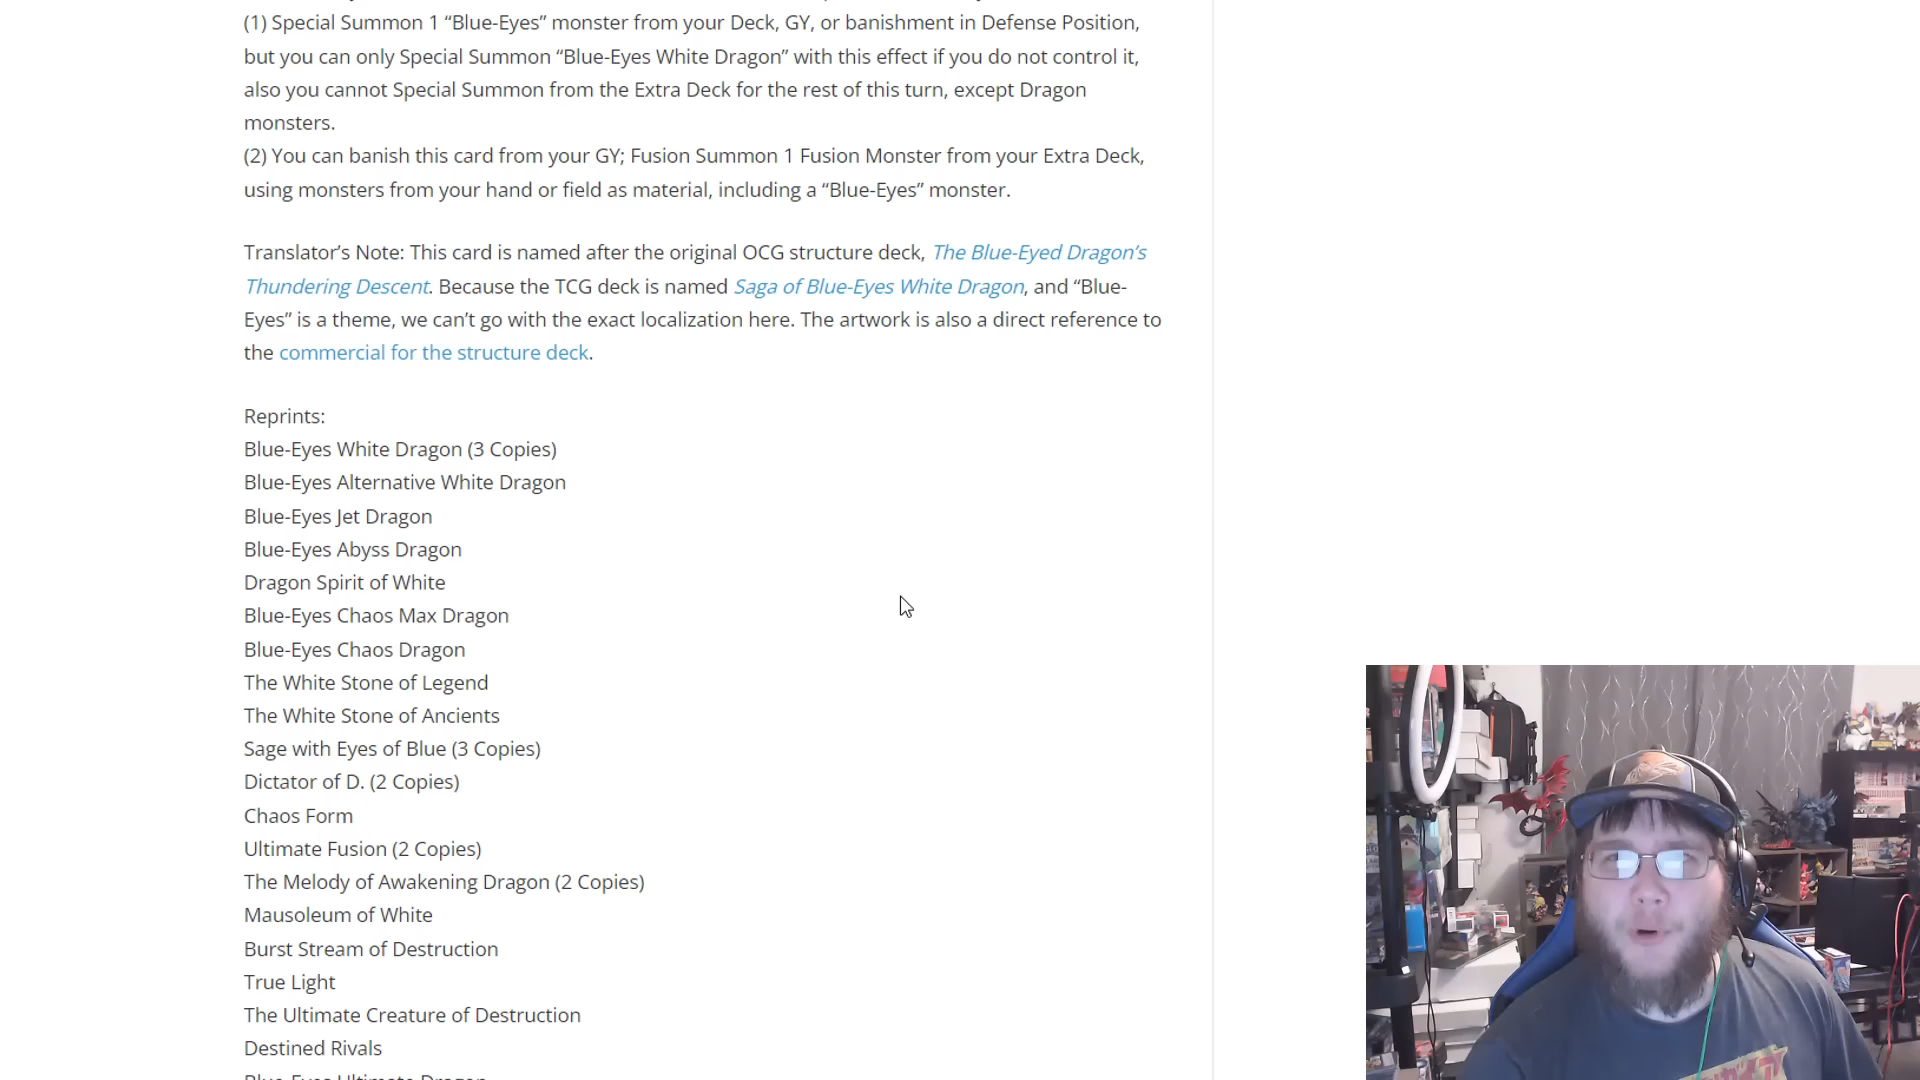 (1) Special Summon 1 “Blue-Eyes” monster from your Deck, GY, or banishment in Defense Position,
but you can only Special Summon “Blue-Eyes White Dragon” with this effect if you do not control it,
also you cannot Special Summon from the Extra Deck for the rest of this turn, except Dragon
monsters.
(2) You can banish this card from your GY; Fusion Summon 1 Fusion Monster from your Extra Deck,
using monsters from your hand or field as material, including a “Blue-Eyes” monster.
Translator’s Note: This card is named after the original OCG structure deck, The Blue-Eyed Dragon’s
Thundering Descent. Because the TCG deck is named Saga of Blue-Eyes White Dragon, and “Blue-
Eyes” is a theme, we can’t go with the exact localization here. The artwork is also a direct reference to
the commercial for the structure deck.
Reprints:
Blue-Eyes White Dragon (3 Copies)
Blue-Eyes Alternative White Dragon
Blue-Eyes Jet Dragon
Blue-Eyes Abyss Dragon
Dragon Spirit of White
Blue-Eyes Chaos Max Dragon
Blue-Eyes Chaos Dragon
The White Stone of Legend
The White Stone of Ancients
Sage with Eyes of Blue (3 Copies)
Dictator of D. (2 Copies)
Chaos Form
Ultimate Fusion (2 Copies)
The Melody of Awakening Dragon (2 Copies)
Mausoleum of White
Burst Stream of Destruction
True Light
The Ultimate Creature of Destruction
Destined Rivals
Blue-Eyes Ultimate Dragon